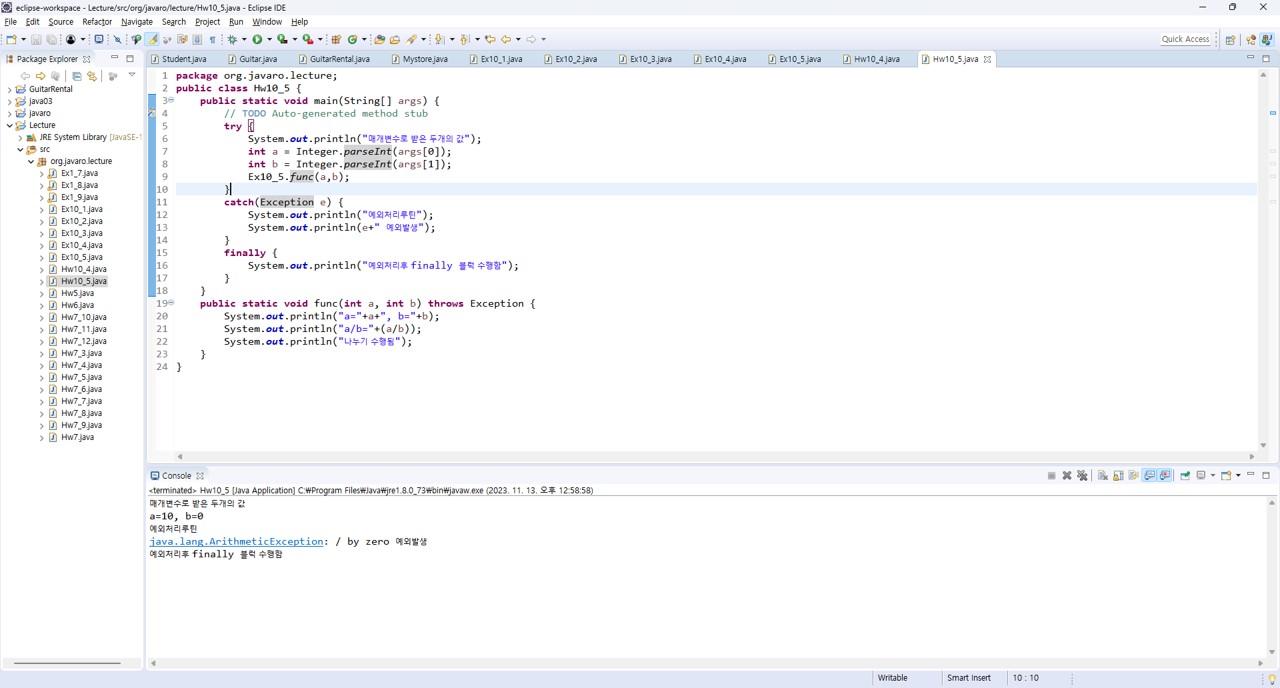 eclipse-workspace - Lecture/src/org/javaro/lecture/Hw10_5.java - Eclipse IDE
File Edit Source Refactor Navigate Search Project Run Window Help
Quick Access
Package Explorer
Student.java Guitar.java GuitarRental.java Mystore.java Ex10_1.java Ex10_2.java Ex10_3.java Ex10_4.java Ex10_5.java Hw10_4.java Hw10_5.java
GuitarRental
java03
javaro
Lecture
JRE System Library [JavaSE-1
src
org.javaro.lecture
Ex1_7.java
Ex1_8.java
Ex1_9.java
Ex10_1.java
Ex10_2.java
Ex10_3.java
Ex10_4.java
Ex10_5.java
Hw10_4.java
Hw10_5.java
Hw5.java
Hw6.java
Hw7_10.java
Hw7_11.java
Hw7_12.java
Hw7_3.java
Hw7_4.java
Hw7_5.java
Hw7_6.java
Hw7_7.java
Hw7_8.java
Hw7_9.java
Hw7.java
1 package org.javaro.lecture;
2 public class Hw10_5 {
3 public static void main(String[] args) {
4 // TODO Auto-generated method stub
5 try {
6 System.out.println("매개변수로 받은 두개의 값");
7 int a = Integer.parseInt(args[0]);
8 int b = Integer.parseInt(args[1]);
9 Ex10_5.func(a,b);
10 }
11 catch(Exception e) {
12 System.out.println("예외처리루틴");
13 System.out.println(e+" 예외발생");
14 }
15 finally {
16 System.out.println("예외처리후 finally 블럭 수행함");
17 }
18 }
19 public static void func(int a, int b) throws Exception {
20 System.out.println("a="+a+", b="+b);
21 System.out.println("a/b="+(a/b));
22 System.out.println("나누기 수행됨");
23 }
24 }
Console
<terminated> Hw10_5 [Java Application] C:₩Program Files₩Java₩jre1.8.0_73₩bin₩javaw.exe (2023. 11. 13. 오후 12:58:58)
매개변수로 받은 두개의 값
a=10, b=0
예외처리루틴
java.lang.ArithmeticException: / by zero 예외발생
예외처리후 finally 블럭 수행함
Writable Smart Insert 10 : 10